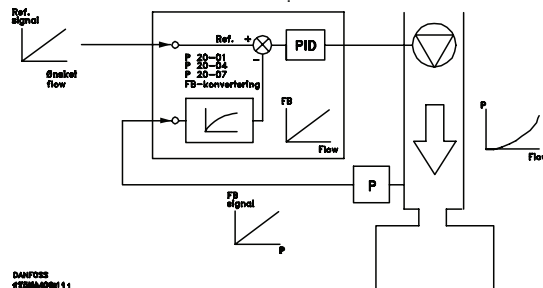 Ref.
signal
Ønsket
flow
Ref. +
-
PID
P 20-01
P 20-04
P 20-07
FB-konvertering
FB
Flow
P
Flow
P
FB
signal
P
DANFOSS